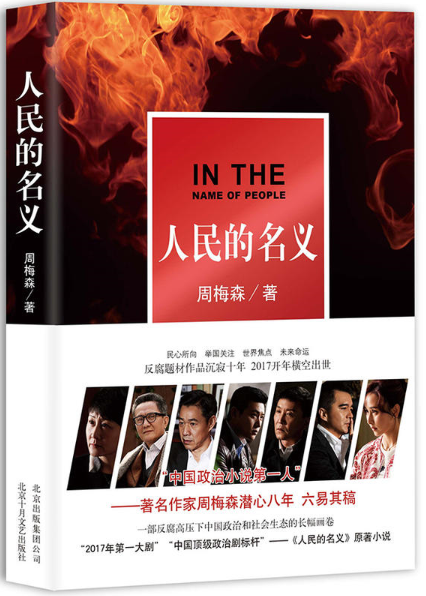 人民的名义
周梅森/著
北京出版集团公司
北京十月文艺出版社
IN THE
NAME OF PEOPLE
人民的名义
周梅森/著
民心所向 举国关注 世界焦点 未来命运
反腐题材作品沉寂十年 2017开年横空出世
“中国政治小说第一人”
——著名作家周梅森潜心八年 六易其稿
一部反腐高压下中国政治和社会生态的长幅画卷
“2017年第一大剧” “中国顶级政治剧标杆”——《人民的名义》原著小说